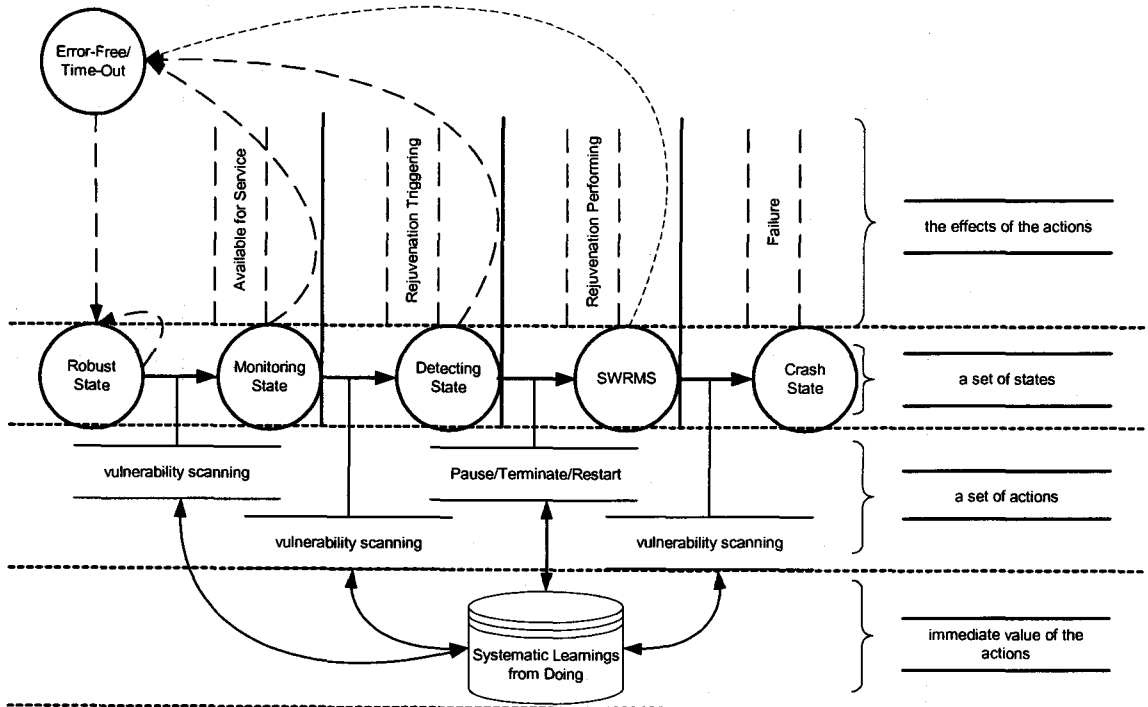 Error-Free/
Time-Out
Available for Service
Rejuvenation Triggering
Rejuvenation Performing
Failure
the effects of the actions
Robust
State
Monitoring
State
Detecting
State
SWRMS
Crash
State
a set of states
vulnerability scanning
Pause/Terminate/Restart
a set of actions
vulnerability scanning
vulnerability scanning
Systematic Learnings
from Doing
immediate value of the
actions